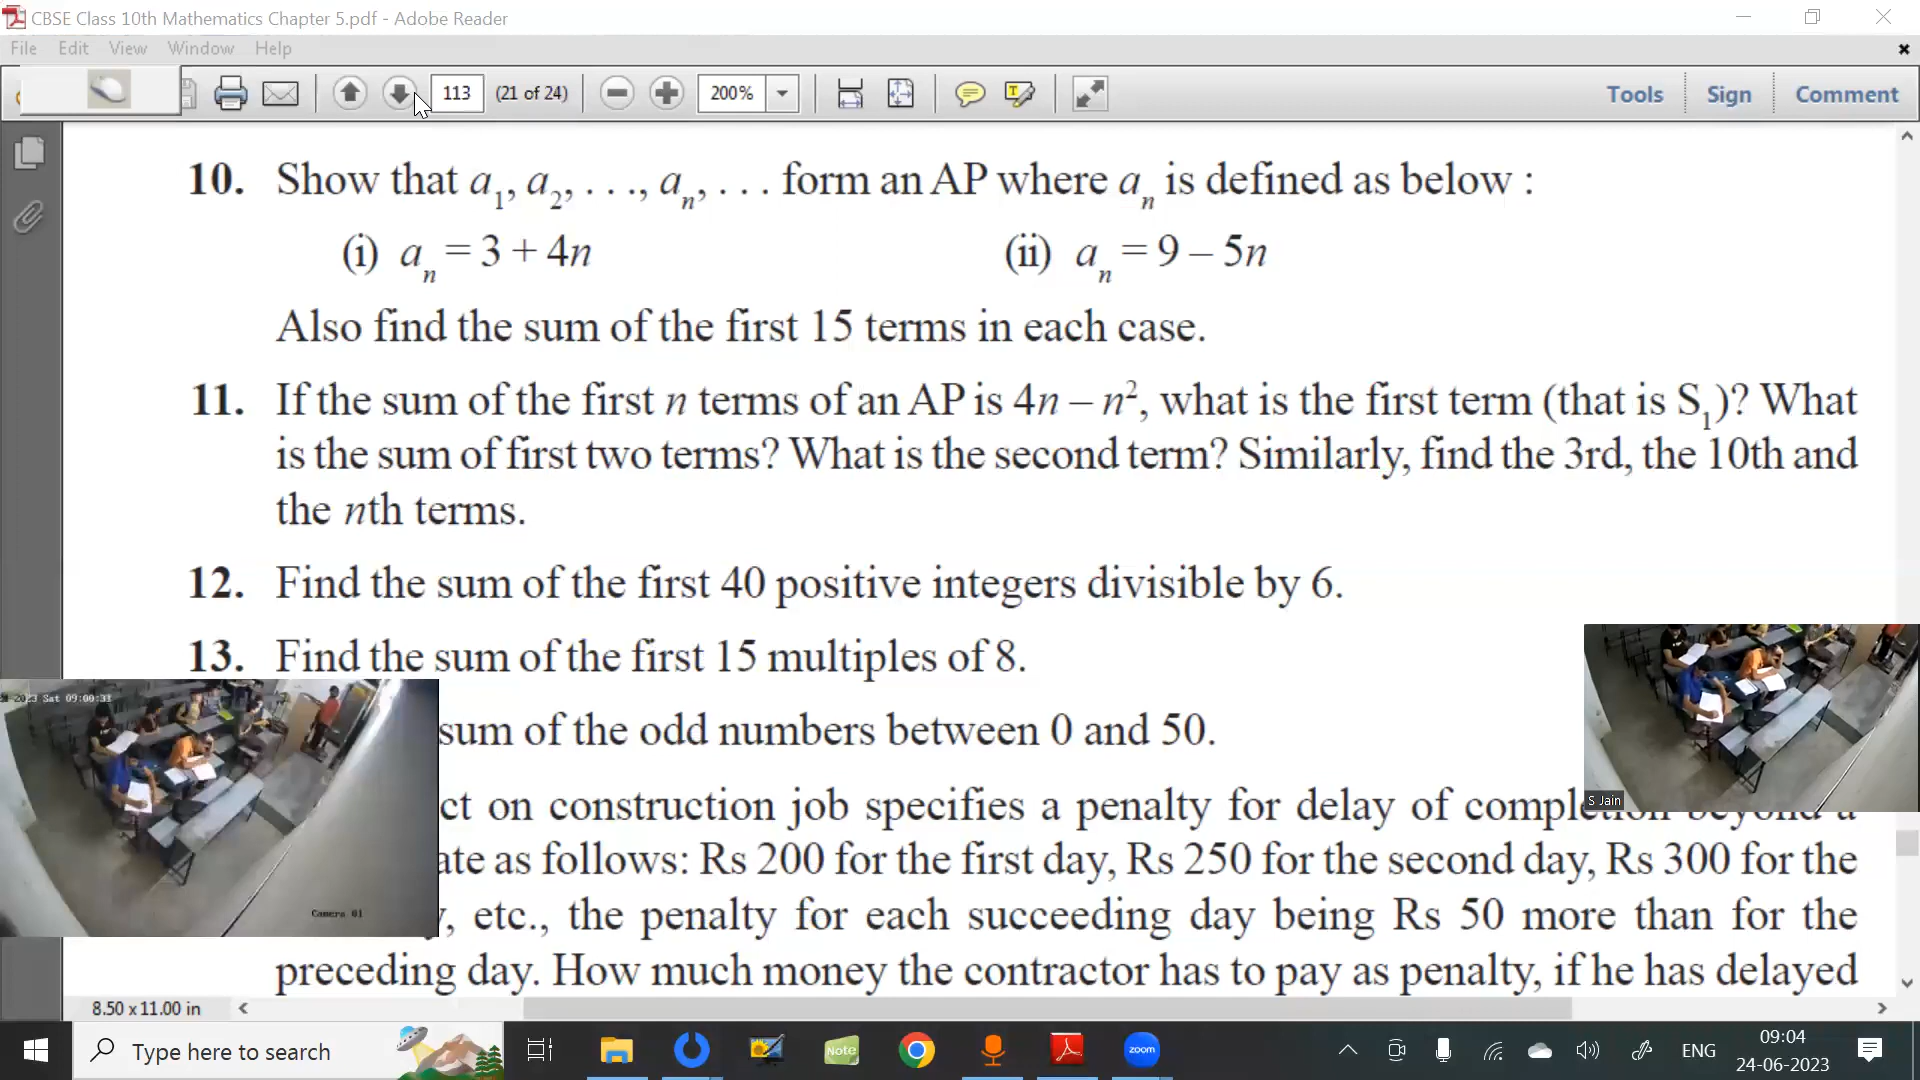 CBSE Class 10th Mathematics Chapter 5.pdf - Adobe Reader
File Edit View Window Help
113 (21 of 24) 200% Tools Sign Comment
10. Show that a₁, a₂, . . ., aₙ, . . . form an AP where aₙ is defined as below :
(i) aₙ = 3 + 4n (ii) aₙ = 9 – 5n
Also find the sum of the first 15 terms in each case.
11. If the sum of the first n terms of an AP is 4n – n², what is the first term (that is S₁)? What
is the sum of first two terms? What is the second term? Similarly, find the 3rd, the 10th and
the nth terms.
12. Find the sum of the first 40 positive integers divisible by 6.
13. Find the sum of the first 15 multiples of 8.
2023 Sat 09:00:31
sum of the odd numbers between 0 and 50.
S Jain
ct on construction job specifies a penalty for delay of completion beyond a
ate as follows: Rs 200 for the first day, Rs 250 for the second day, Rs 300 for the
Camera 01
y, etc., the penalty for each succeeding day being Rs 50 more than for the
preceding day. How much money the contractor has to pay as penalty, if he has delayed
8.50 x 11.00 in
Type here to search
Note
zoom
ENG
09:04
24-06-2023